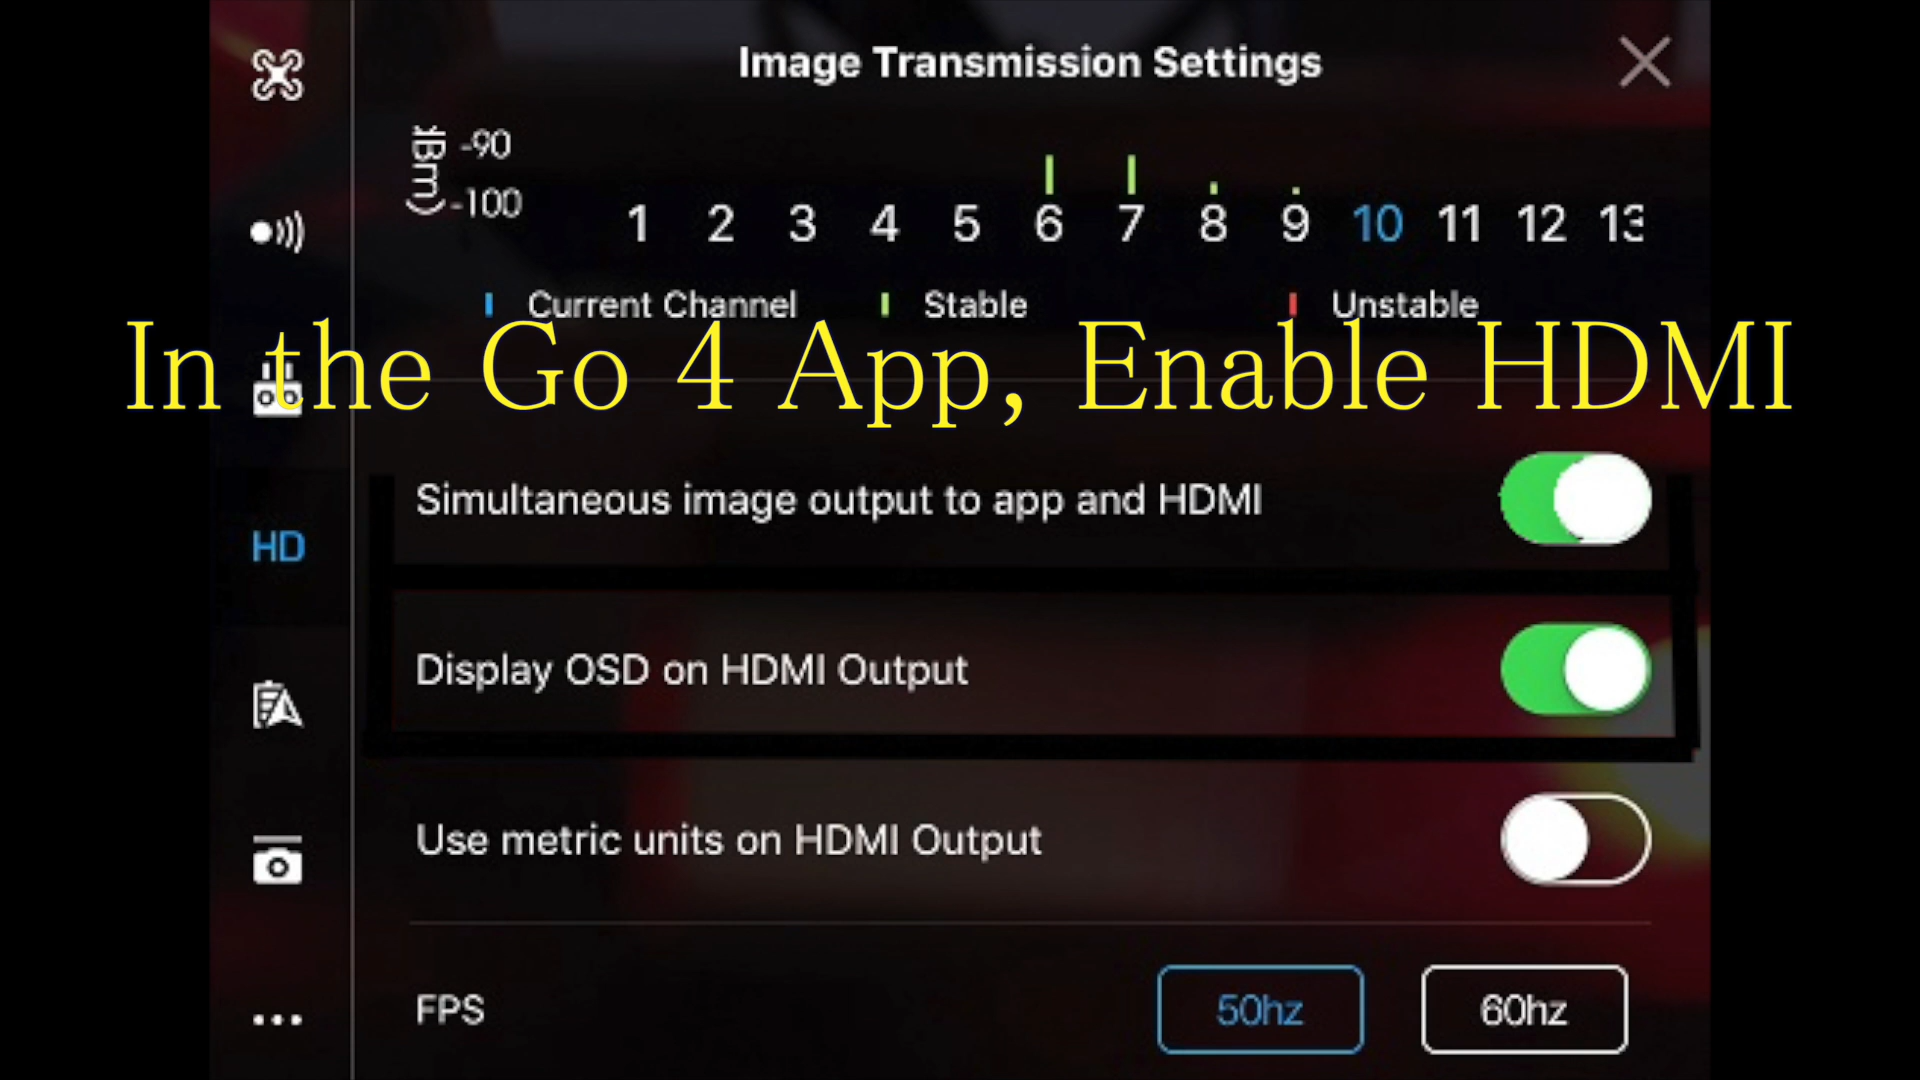 Image Transmission Settings
-90
-100
1 2 3 4 5 6 7 8 9 10 11 12 13
Current Channel Stable Unstable
In the Go 4 App, Enable HDMI
Simultaneous image output to app and HDMI
HD
Display OSD on HDMI Output
Use metric units on HDMI Output
FPS 50hz 60hz